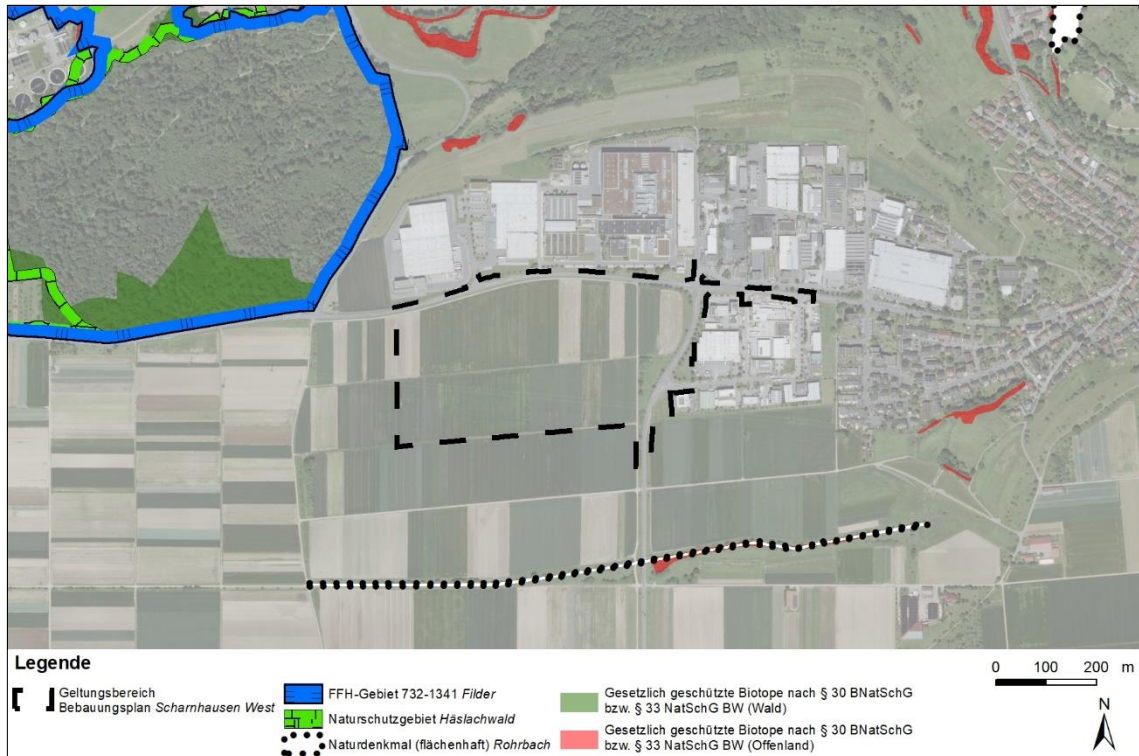 Legende
0 100 200 m
N
Geltungsbereich
Bebauungsplan Scharnhausen West
FFH-Gebiet 732-1341 Filder
Naturschutzgebiet Häslachwald
Naturdenkmal (flächenhaft) Rohrbach
Gesetzlich geschützte Biotope nach § 30 BNatSchG
bzw. § 33 NatSchG BW (Wald)
Gesetzlich geschützte Biotope nach § 30 BNatSchG
bzw. § 33 NatSchG BW (Offenland)